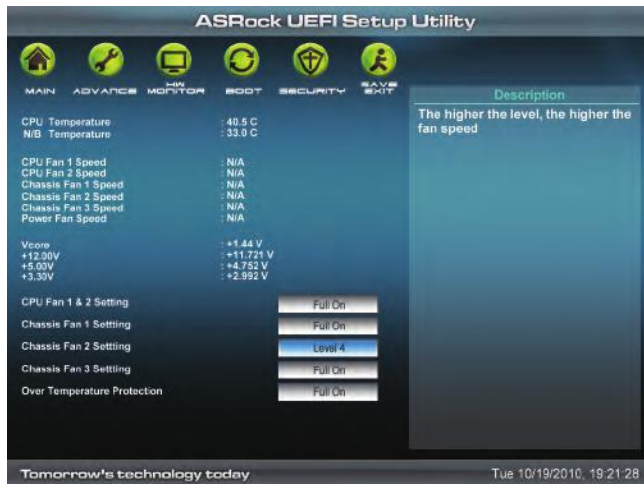 ASRock UEFI Setup Utility
MAIN ADVANCE HW MONITOR BOOT SECURITY SAVE EXIT
CPU Temperature : 40.5 C
N/B Temperature : 33.0 C
CPU Fan 1 Speed : N/A
CPU Fan 2 Speed : N/A
Chassis Fan 1 Speed : N/A
Chassis Fan 2 Speed : N/A
Chassis Fan 3 Speed : N/A
Power Fan Speed : N/A
Vcore : +1.44 V
+12.00V : +11.721 V
+5.00V : +4.752 V
+3.30V : +2.992 V
CPU Fan 1 & 2 Setting Full On
Chassis Fan 1 Settting Full On
Chassis Fan 2 Settting Level 4
Chassis Fan 3 Settting Full On
Over Temperature Protection Full On
Description
The higher the level, the higher the
fan speed
Tomorrow's technology today Tue 10/19/2010, 19:21:28